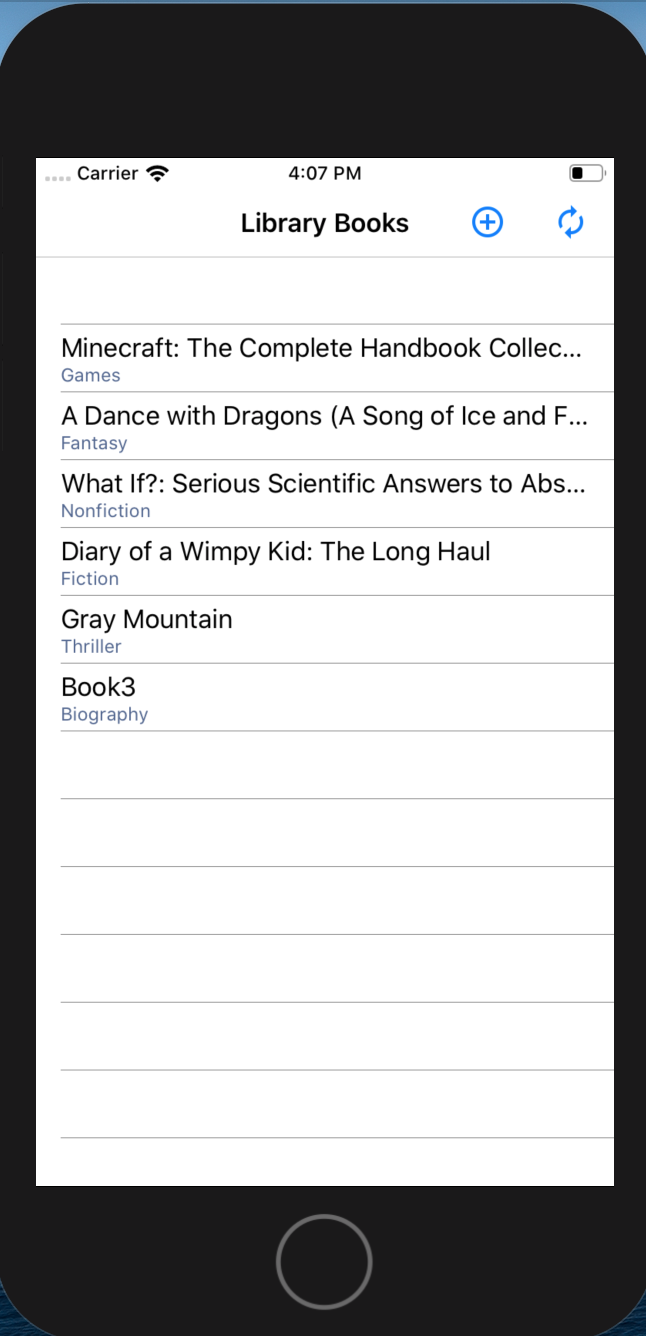 Carrier 4:07 PM
Library Books
Minecraft: The Complete Handbook Collec...
Games
A Dance with Dragons (A Song of Ice and F...
Fantasy
What If?: Serious Scientific Answers to Abs...
Nonfiction
Diary of a Wimpy Kid: The Long Haul
Fiction
Gray Mountain
Thriller
Book3
Biography